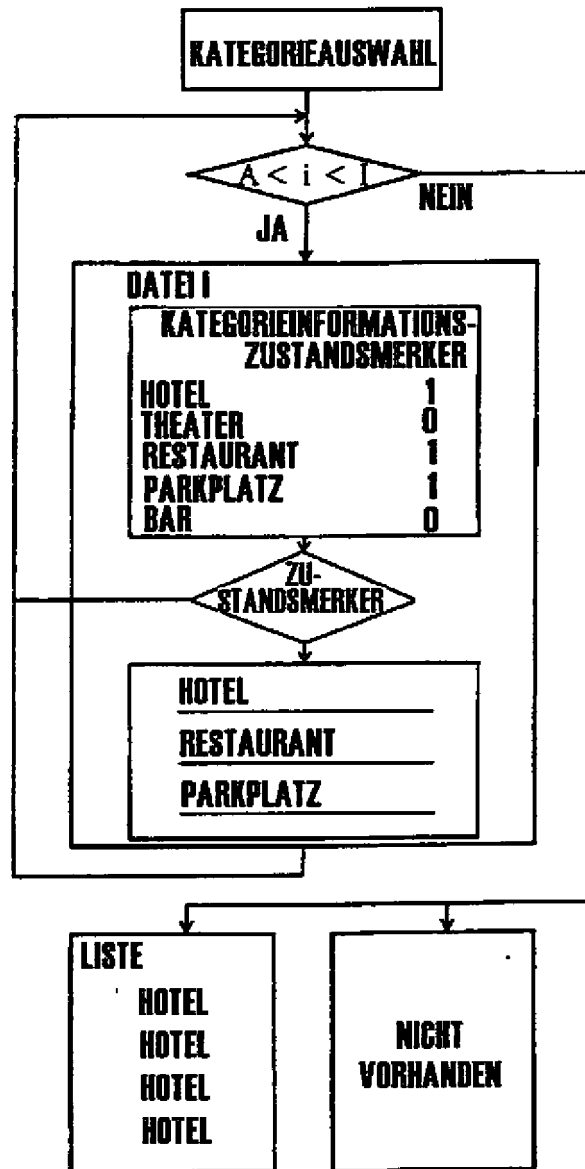 KATEGORIEAUSWAHL
A < i < I
NEIN
JA
DATEI I
KATEGORIEINFORMATIONS-
ZUSTANDSMERKER
HOTEL 1
THEATER 0
RESTAURANT 1
PARKPLATZ 1
BAR 0
ZU-
STANDSMERKER
HOTEL
RESTAURANT
PARKPLATZ
LISTE
HOTEL
HOTEL
HOTEL
HOTEL
NICHT
VORHANDEN